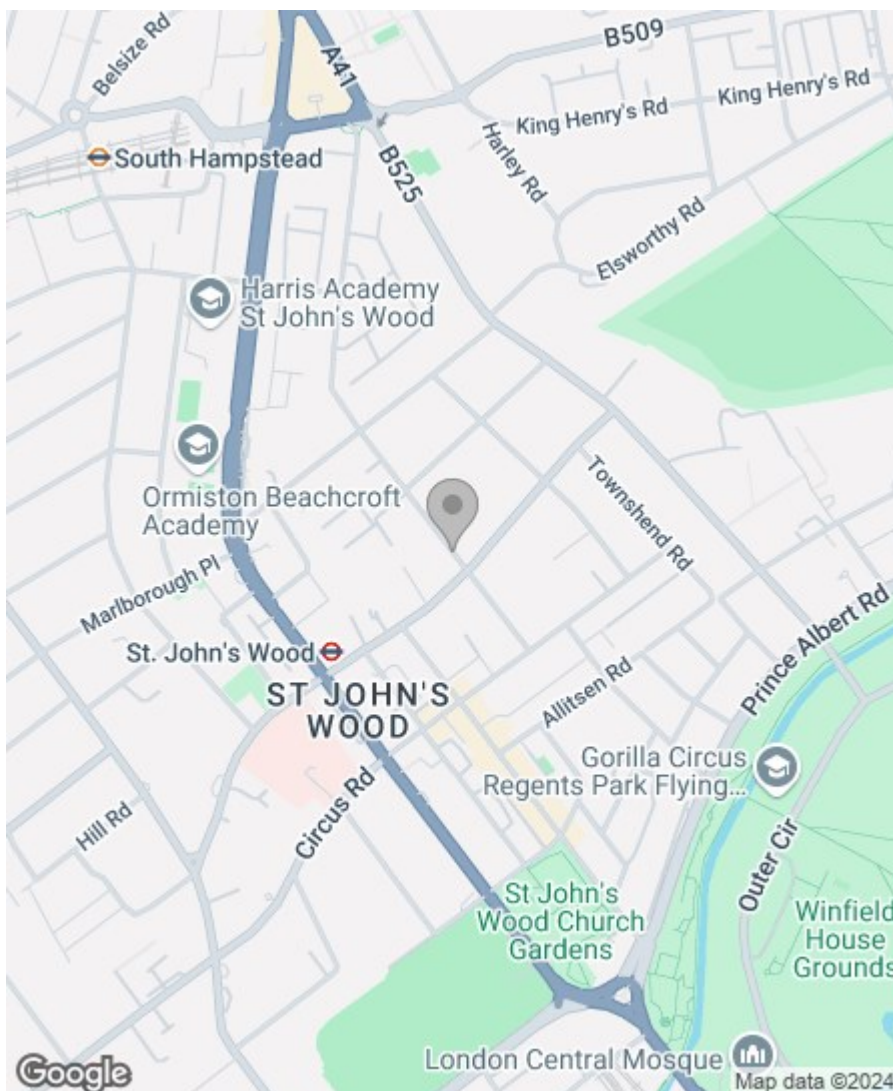 Belsize Rd
A41
B509
King Henry's Rd
King Henry's Rd
South Hampstead
B525
Harley Rd
Elsworthy Rd
Harris Academy
St John's Wood
Ormiston Beachcroft
Academy
Townshend Rd
Marlborough Pl
Prince Albert Rd
St. John's Wood
ST JOHN'S
WOOD
Allitsen Rd
Gorilla Circus
Regents Park Flying...
Hill Rd
Circus Rd
Outer Cir
St John's
Wood Church
Gardens
Winfield
House
Grounds
London Central Mosque
Google
Map data ©2024